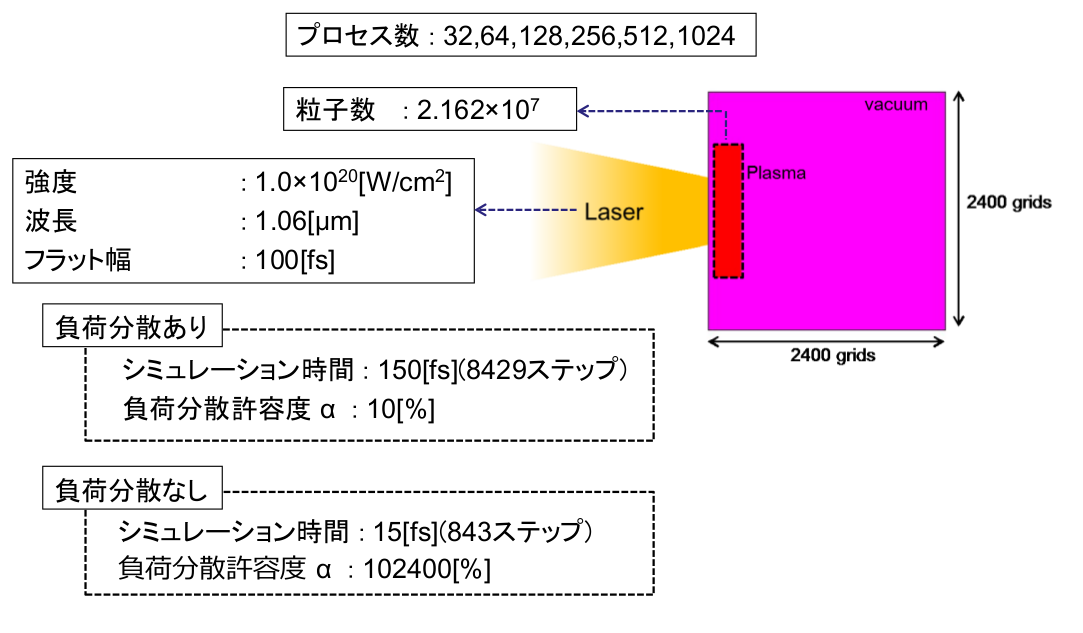 プロセス数 : 32,64,128,256,512,1024
粒子数 : 2.162×10⁷
vacuum
Plasma
2400 grids
2400 grids
Laser
強度 : 1.0×10²⁰[W/cm²]
波長 : 1.06[μm]
フラット幅 : 100[fs]
負荷分散あり
シミュレーション時間 : 150[fs](8429ステップ)
負荷分散許容度 α : 10[%]
負荷分散なし
シミュレーション時間 : 15[fs](843ステップ)
負荷分散許容度 α : 102400[%]